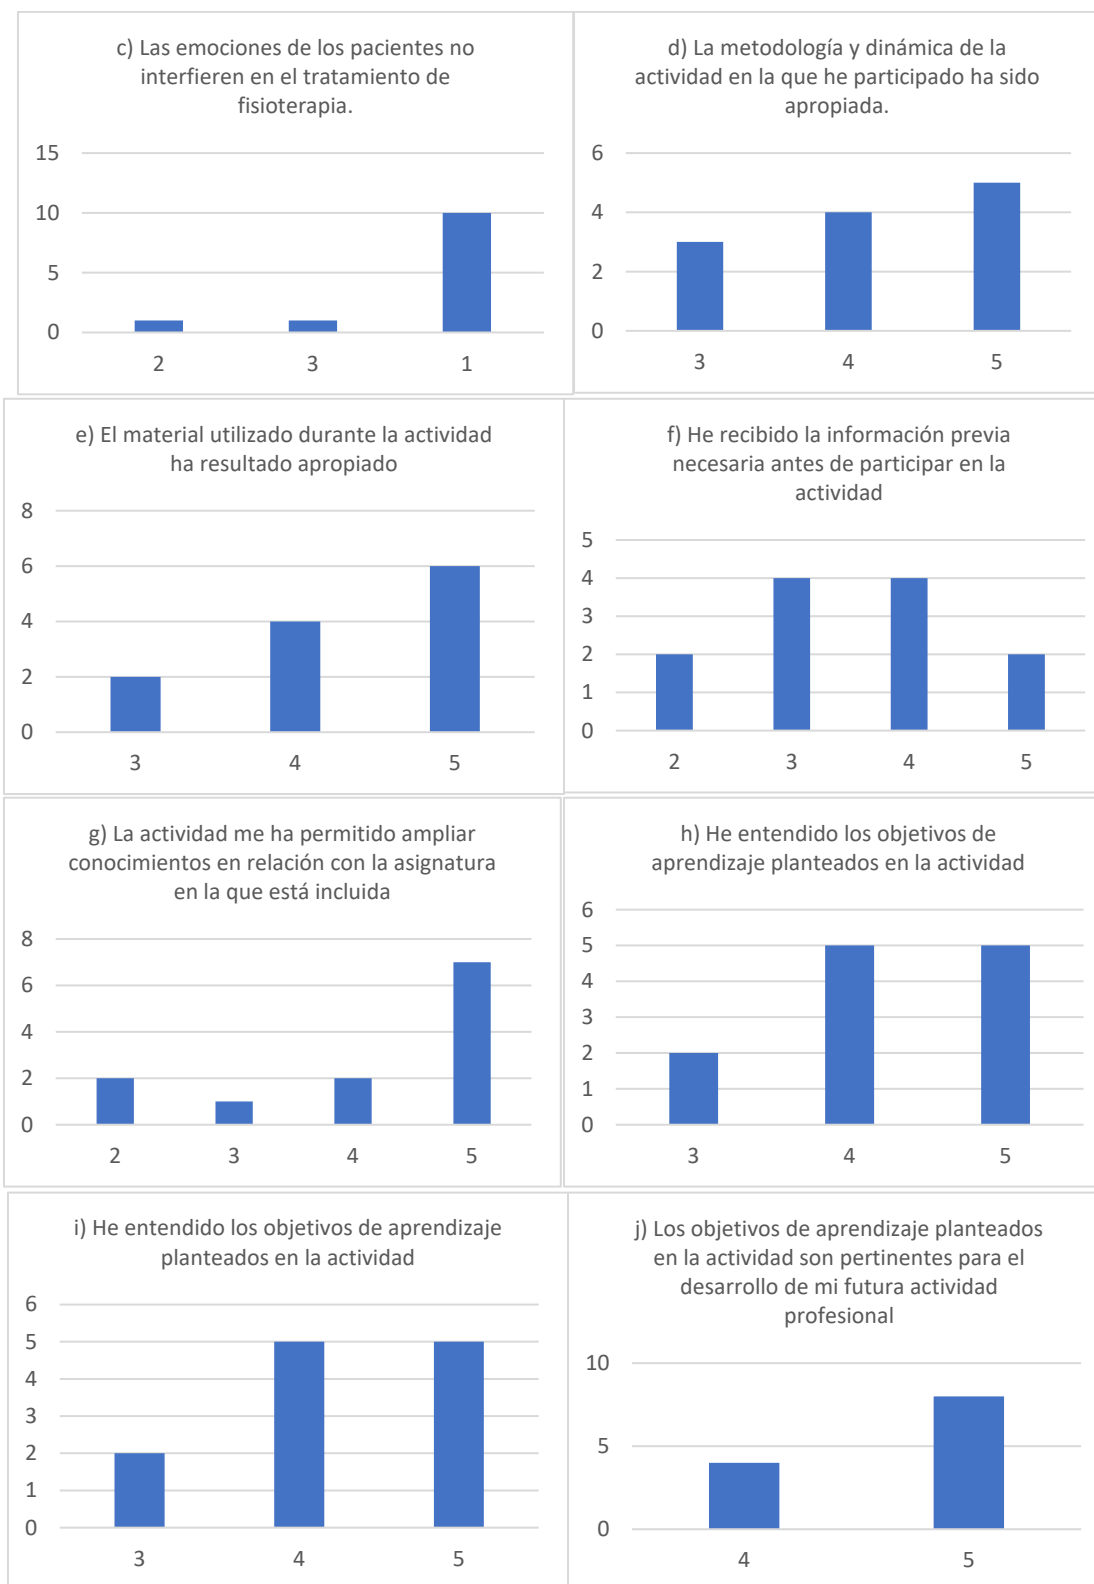 c) Las emociones de los pacientes no
interfieren en el tratamiento de
fisioterapia.
15
10
5
0
2 3 1
d) La metodología y dinámica de la
actividad en la que he participado ha sido
apropiada.
6
4
2
0
3 4 5
e) El material utilizado durante la actividad
ha resultado apropiado
8
6
4
2
0
3 4 5
f) He recibido la información previa
necesaria antes de participar en la
actividad
5
4
3
2
1
0
2 3 4 5
g) La actividad me ha permitido ampliar
conocimientos en relación con la asignatura
en la que está incluida
8
6
4
2
0
2 3 4 5
h) He entendido los objetivos de
aprendizaje planteados en la actividad
6
5
4
3
2
1
0
3 4 5
i) He entendido los objetivos de aprendizaje
planteados en la actividad
6
5
4
3
2
1
0
3 4 5
j) Los objetivos de aprendizaje planteados
en la actividad son pertinentes para el
desarrollo de mi futura actividad
profesional
10
5
0
4 5